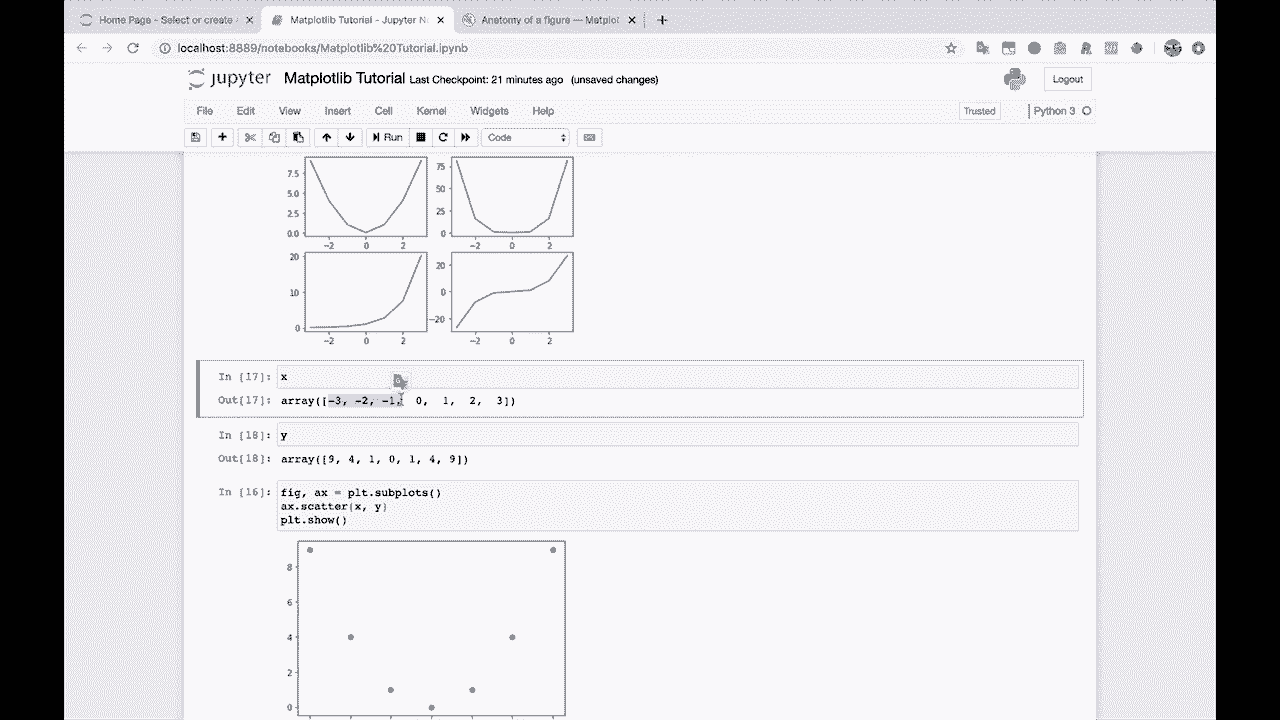 Home Page - Select or create
Matplotlib Tutorial - Jupyter N
Anatomy of a figure — Matplot
localhost:8889/notebooks/Matplotlib%20Tutorial.ipynb
jupyter Matplotlib Tutorial Last Checkpoint: 21 minutes ago (unsaved changes)
Logout
File Edit View Insert Cell Kernel Widgets Help
Trusted
Python 3
Run
Code
7.5
5.0
2.5
0.0
−2 0 2
75
50
25
0
−2 0 2
20
10
0
−2 0 2
20
0
−20
−2 0 2
In [17]: x
Out[17]: array([-3, -2, -1, 0, 1, 2, 3])
In [18]: y
Out[18]: array([9, 4, 1, 0, 1, 4, 9])
In [16]: fig, ax = plt.subplots()
ax.scatter(x, y)
plt.show()
8
6
4
2
0